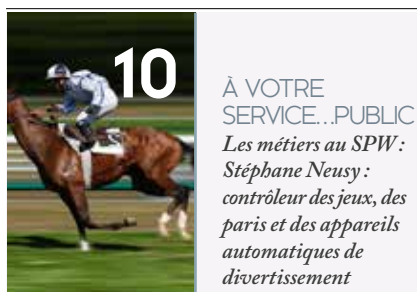 10
À VOTRE
SERVICE...PUBLIC
Les métiers au SPW :
Stéphane Neusy :
contrôleur des jeux, des
paris et des appareils
automatiques de
divertissement